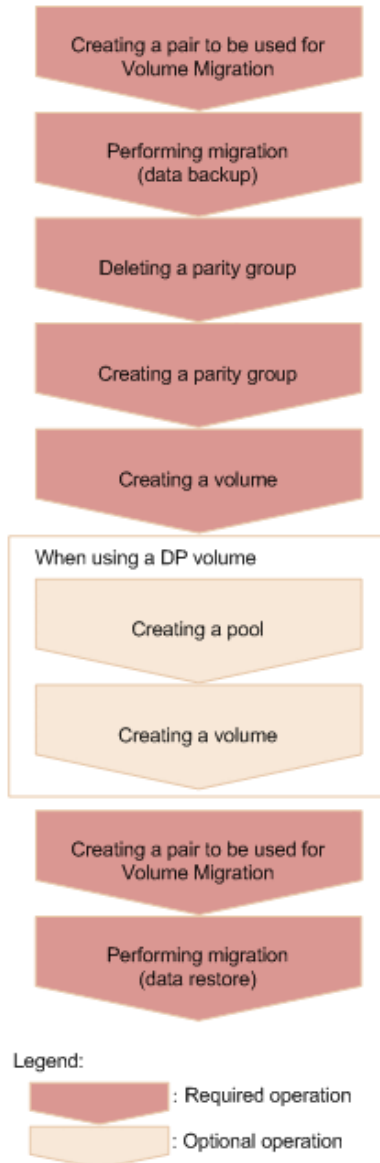 Creating a pair to be used for
Volume Migration
Performing migration
(data backup)
Deleting a parity group
Creating a parity group
Creating a volume
When using a DP volume
Creating a pool
Creating a volume
Creating a pair to be used for
Volume Migration
Performing migration
(data restore)
Legend:
: Required operation
: Optional operation